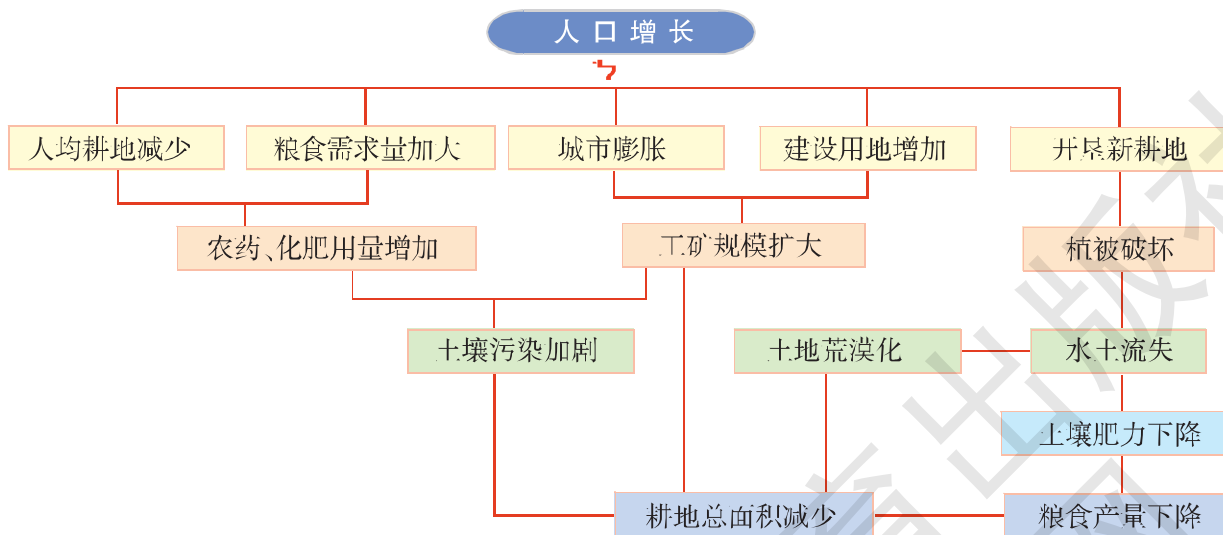 人口增长
人均耕地减少
粮食需求量加大
城市膨胀
建设用地增加
开垦新耕地
农药、化肥用量增加
工矿规模扩大
植被破坏
土壤污染加剧
土地荒漠化
水土流失
土壤肥力下降
耕地总面积减少
粮食产量下降
育出版社